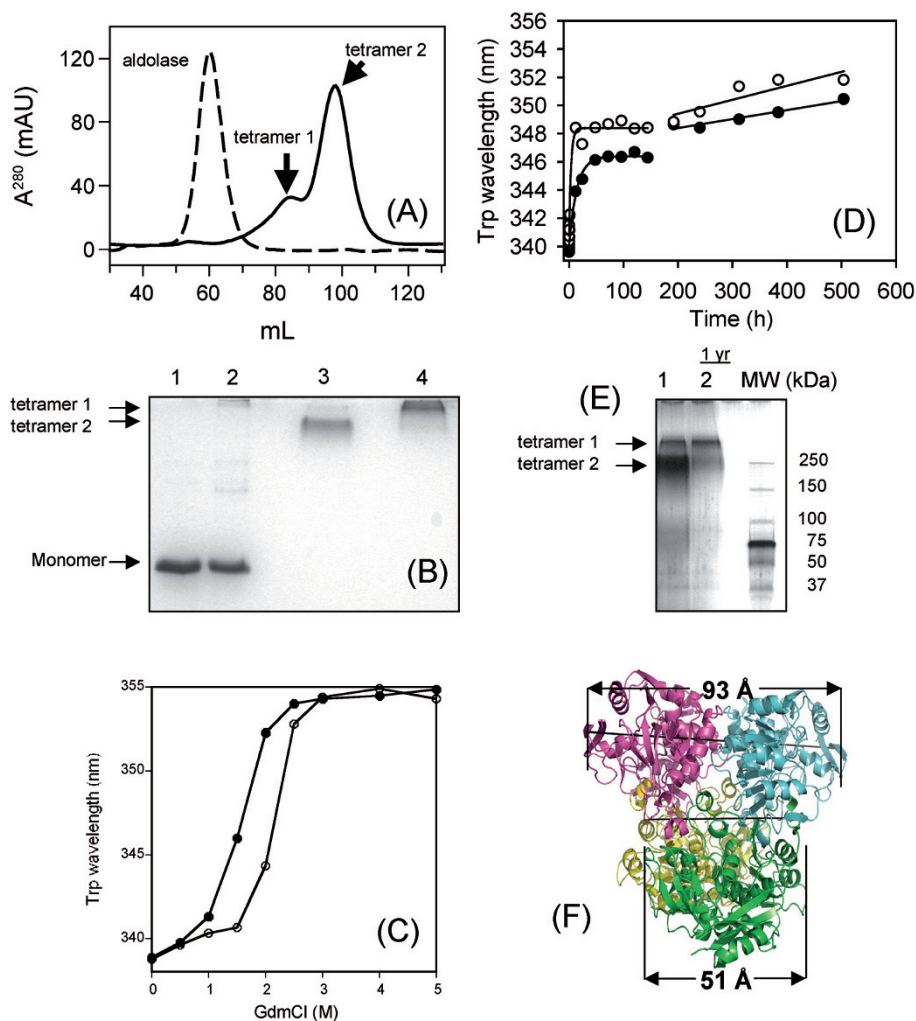 120
80
40
0
A280 (mAU)
aldolase
tetramer 1
tetramer 2
(A)
40 60 80 100 120
mL
356
354
352
350
348
346
344
342
340
Trp wavelength (nm)
(D)
0 100 200 300 400 500 600
Time (h)
1 2 3 4
tetramer 1
tetramer 2
Monomer
(B)
1 yr
(E) 1 2 MW (kDa)
tetramer 1
tetramer 2
250
150
100
75
50
37
355
350
345
340
Trp wavelength (nm)
(C)
0 1 2 3 4 5
GdmCl (M)
93 Å
(F)
51 Å